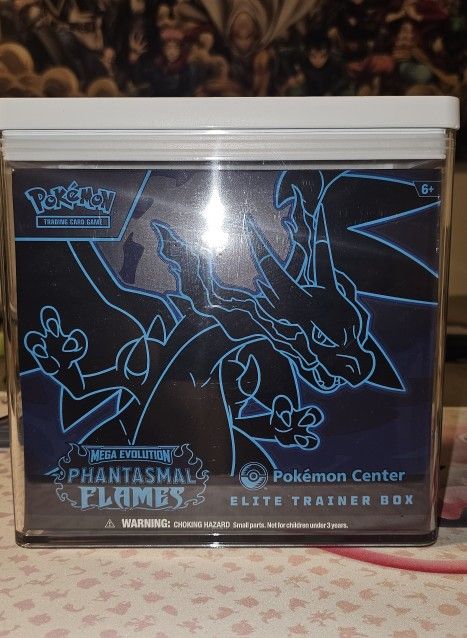 POKéMON
TRADING CARD GAME
6+
MEGA EVOLUTION
PHANTASMAL
FLAMES
Pokémon Center
ELITE TRAINER BOX
WARNING: CHOKING HAZARD Small parts. Not for children under 3 years.